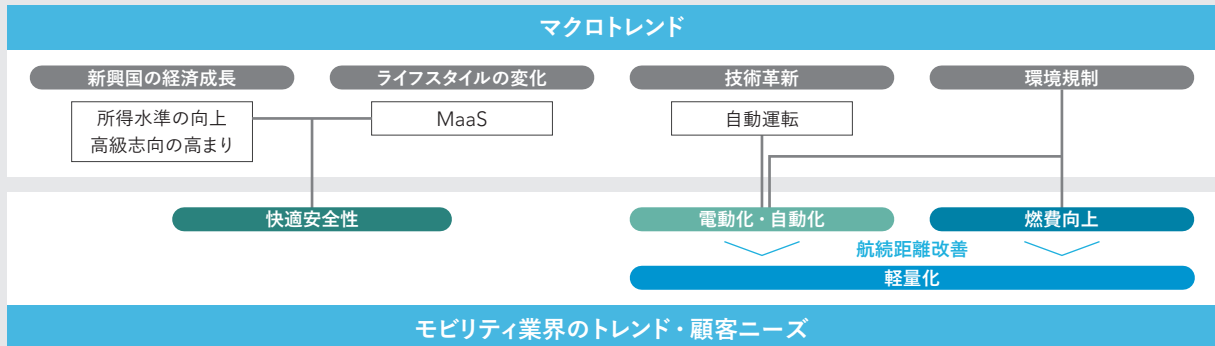 マクロトレンド
新興国の経済成長
ライフスタイルの変化
技術革新
環境規制
所得水準の向上
高級志向の高まり
MaaS
自動運転
快適安全性
電動化・自動化
燃費向上
航続距離改善
軽量化
モビリティ業界のトレンド・顧客ニーズ